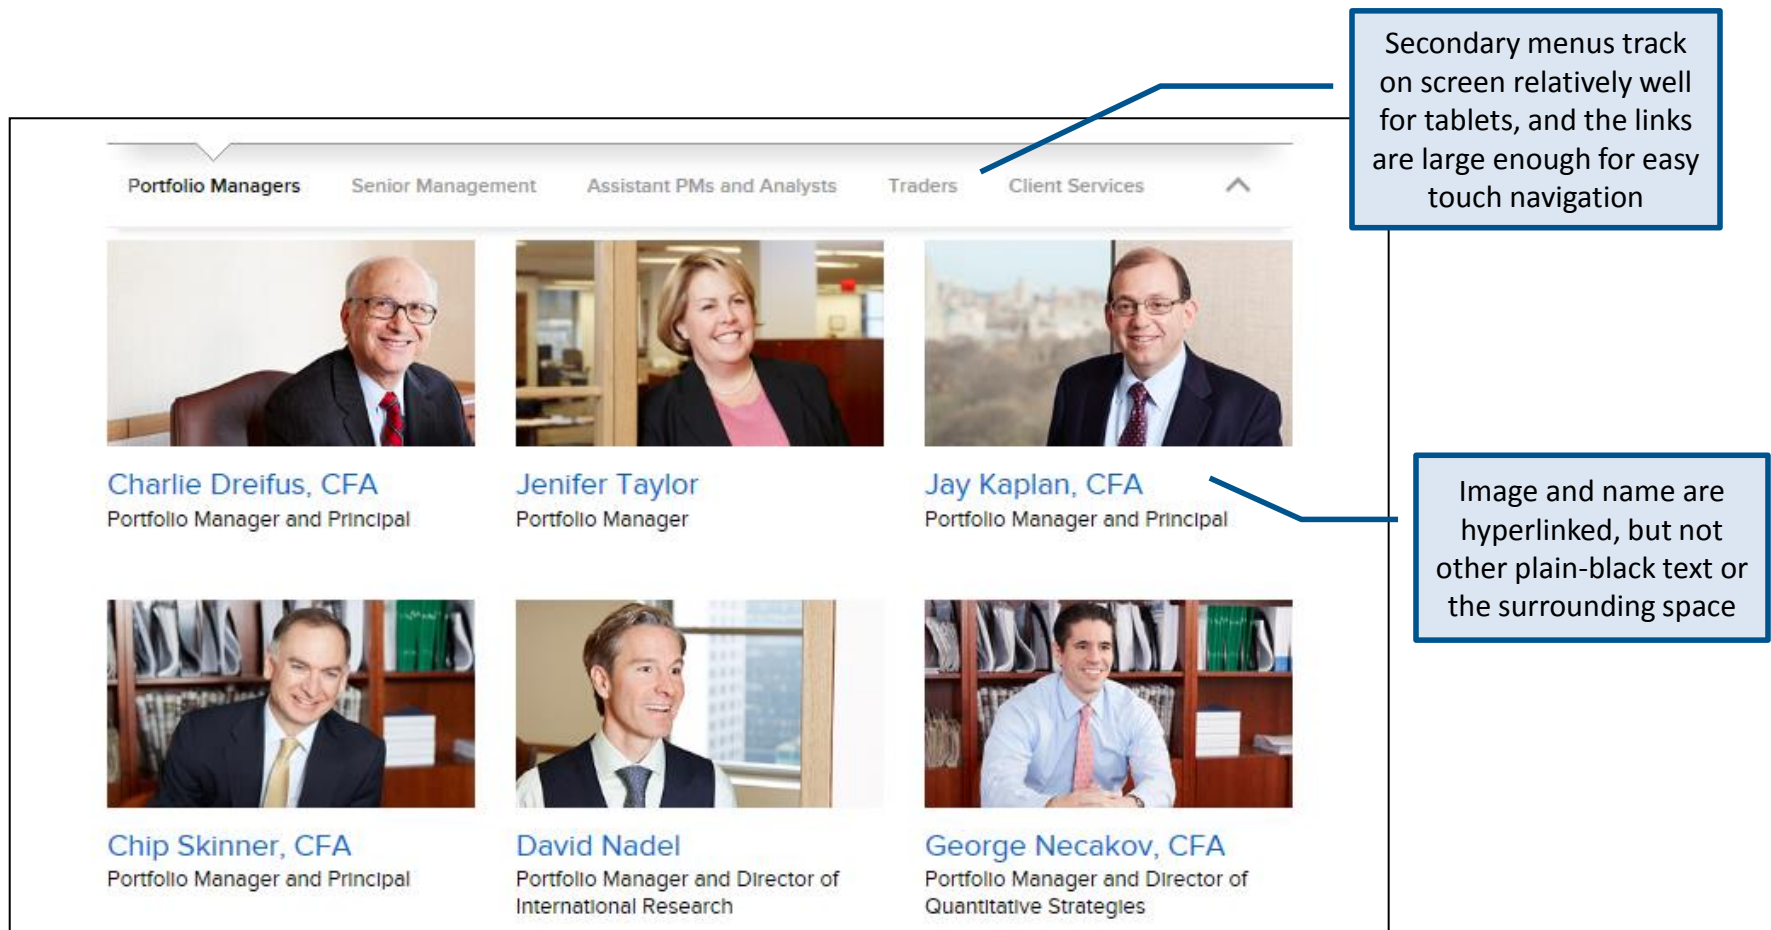 Secondary menus track
on screen relatively well
for tablets, and the links
are large enough for easy
touch navigation
Portfolio Managers Senior Management Assistant PMs and Analysts Traders Client Services
Charlie Dreifus, CFA
Portfolio Manager and Principal
Jenifer Taylor
Portfolio Manager
Jay Kaplan, CFA
Portfolio Manager and Principal
Image and name are
hyperlinked, but not
other plain-black text or
the surrounding space
Chip Skinner, CFA
Portfolio Manager and Principal
David Nadel
Portfolio Manager and Director of
International Research
George Necakov, CFA
Portfolio Manager and Director of
Quantitative Strategies